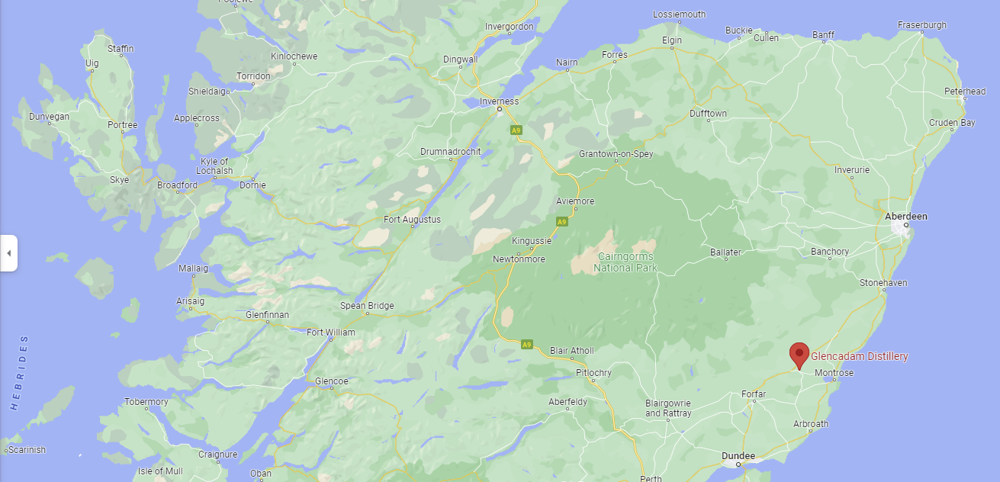 Poolewe
Lossiemouth
Invergordon
Fraserburgh
Buckie
Cullen
Banff
Elgin
Staffin
Kinlochewe
Dingwall
Forres
Nairn
Uig
Torridon
Shieldaig
Peterhead
Inverness
Dufftown
Dunvegan
Applecross
Portree
Cruden Bay
A9
Drumnadrochit
Grantown-on-Spey
Kyle of
Lochalsh
Inverurie
Skye
Broadford
Dornie
Aviemore
Fort Augustus
A9
Aberdeen
Kingussie
Newtonmore
Cairngorms
National Park
Ballater
Banchory
Mallaig
Stonehaven
Arisaig
Spean Bridge
Glenfinnan
Fort William
A9
Blair Atholl
Glencadam Distillery
HEBRIDES
Pitlochry
Montrose
Glencoe
Tobermory
Aberfeldy
Blairgowrie
and Rattray
Forfar
Arbroath
Scarinish
Craignure
Dundee
Isle of Mull
Oban
Perth